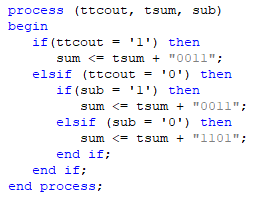 process (ttcout, tsum, sub)
begin
    if(ttcout = '1') then
        sum <= tsum + "0011";
    elsif (ttcout = '0') then
        if(sub = '1') then
            sum <= tsum + "0011";
        elsif (sub = '0') then
            sum <= tsum + "1101";
        end if;
    end if;
end process;